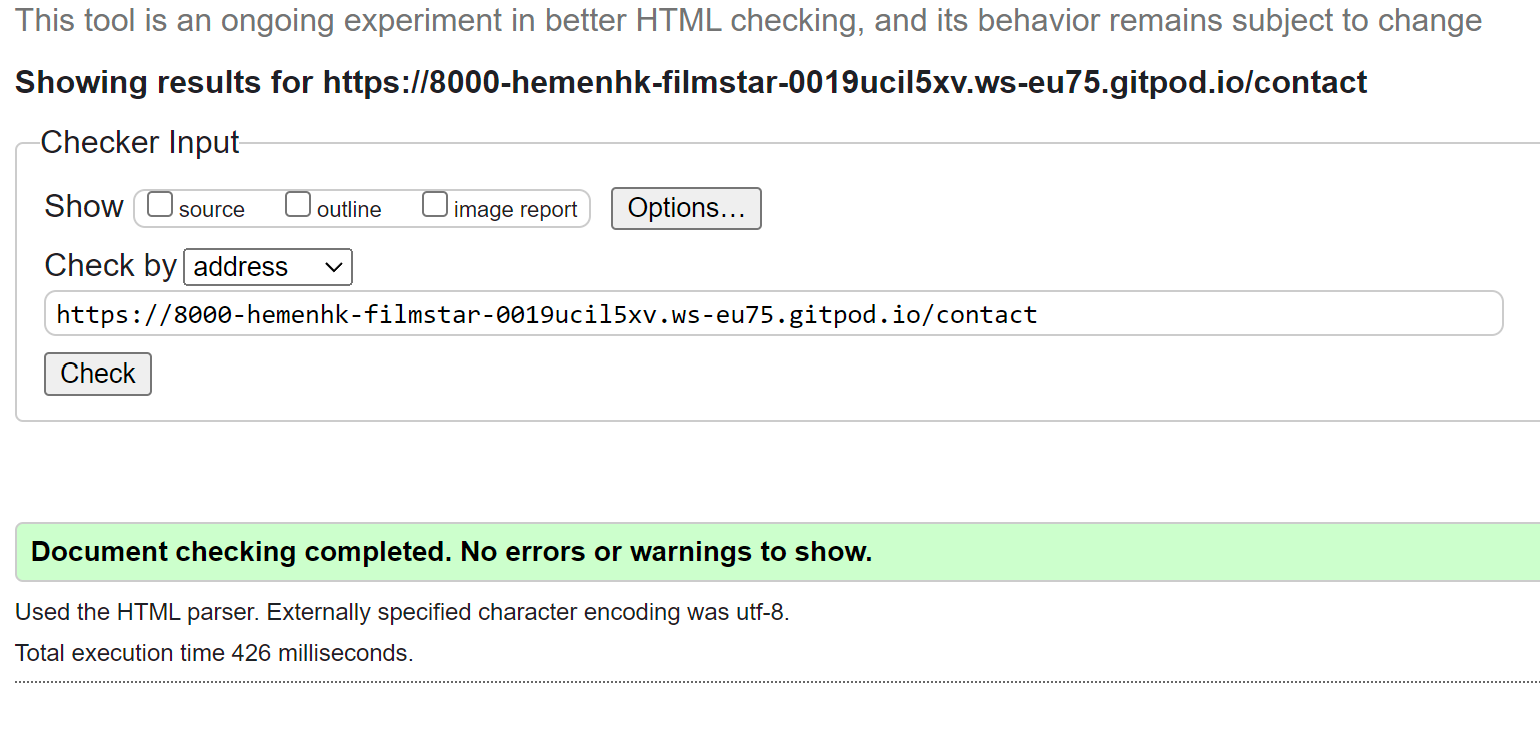 This tool is an ongoing experiment in better HTML checking, and its behavior remains subject to change
Showing results for https://8000-hemenhk-filmstar-0019ucil5xv.ws-eu75.gitpod.io/contact
Checker Input
Show source outline image report Options...
Check by address
https://8000-hemenhk-filmstar-0019ucil5xv.ws-eu75.gitpod.io/contact
Check
Document checking completed. No errors or warnings to show.
Used the HTML parser. Externally specified character encoding was utf-8.
Total execution time 426 milliseconds.